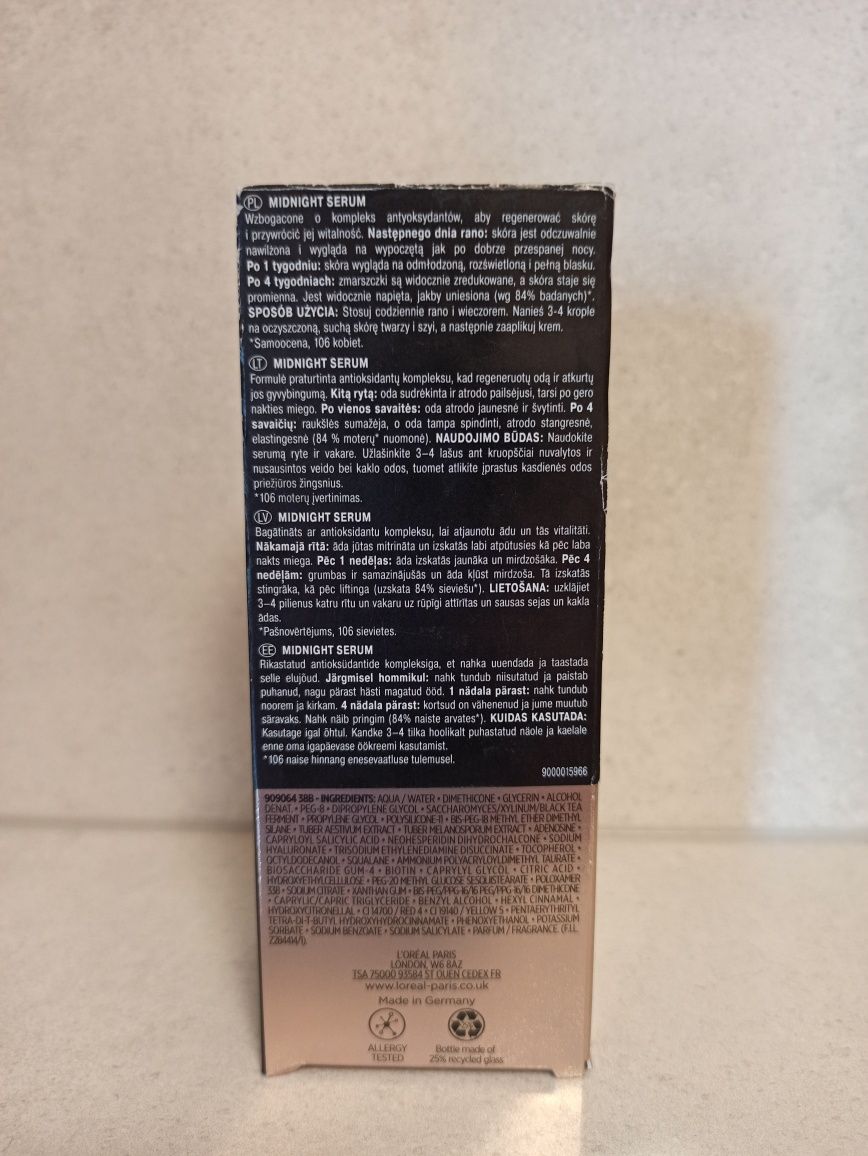 PL MIDNIGHT SERUM
Wzbogacone o kompleks antyoksydantów, aby regenerować skórę
i przywrócić jej witalność. Następnego dnia rano: skóra jest odczuwalnie
nawilżona i wygląda na wypoczętą jak po dobrze przespanej nocy.
Po 1 tygodniu: skóra wygląda na odmłodzoną, rozświetloną i pełną blasku.
Po 4 tygodniach: zmarszczki są widocznie zredukowane, a skóra staje się
promienna. Jest widocznie napięta, jakby uniesiona (wg 84% badanych)*.
SPOSÓB UŻYCIA: Stosuj codziennie rano i wieczorem. Nanieś 3-4 krople
na oczyszczoną, suchą skórę twarzy i szyi, a następnie zaaplikuj krem.
*Samoocena, 106 kobiet.
LT MIDNIGHT SERUM
Formulė praturtinta antioksidantų kompleksu, kad regeneruotų odą ir atkurtų
jos gyvybingumą. Kitą rytą: oda sudrėkinta ir atrodo pailsėjusi, tarsi po gero
nakties miego. Po vienos savaitės: oda atrodo jaunesnė ir švytinti. Po 4
savaičių: raukšlės sumažėja, o oda tampa spindinti, atrodo stangresnė,
elastingesnė (84 % moterų* nuomonė). NAUDOJIMO BŪDAS: Naudokite
serumą ryte ir vakare. Užlašinkite 3–4 lašus ant kruopščiai nuvalytos ir
nusausintos veido bei kaklo odos, tuomet atlikite įprastus kasdienės odos
priežiūros žingsnius.
*106 moterų įvertinimas.
LV MIDNIGHT SERUM
Bagātināts ar antioksidantu kompleksu, lai atjaunotu ādu un tās vitalitāti.
Nākamajā rītā: āda jūtas mitrināta un izskatās labi atpūtusies kā pēc laba
nakts miega. Pēc 1 nedēļas: āda izskatās jaunāka un mirdzošāka. Pēc 4
nedēļām: grumbas ir samazinājušās un āda kļūst mirdzoša. Tā izskatās
stingrāka, kā pēc liftinga (uzskata 84% sieviešu*). LIETOŠANA: uzklājiet
3–4 pilienus katru rītu un vakaru uz rūpīgi attīrītas un sausas sejas un kakla
ādas.
*Pašnovērtējums, 106 sievietes.
EE MIDNIGHT SERUM
Rikastatud antioksüdantide kompleksiga, et nahka uuendada ja taastada
selle elujõud. Järgmisel hommikul: nahk tundub niisutatud ja paistab
puhanud, nagu pärast hästi magatud ööd. 1 nädala pärast: nahk tundub
noorem ja kirkam. 4 nädala pärast: kortsud on vähenenud ja jume muutub
säravaks. Nahk näib pringim (84% naiste arvates*). KUIDAS KASUTADA:
Kasutage igal õhtul. Kandke 3–4 tilka hoolikalt puhastatud näole ja kaelale
enne oma igapäevase öökreemi kasutamist.
*106 naise hinnang enesevaatluse tulemusel.
9000015966
909064 38B - INGREDIENTS: AQUA / WATER • DIMETHICONE • GLYCERIN • ALCOHOL
DENAT. • PEG-8 • DIPROPYLENE GLYCOL • SACCHAROMYCES/XYLINUM/BLACK TEA
FERMENT • PROPYLENE GLYCOL • POLYSILICONE-11 • BIS-PEG-18 METHYL ETHER DIMETHYL
SILANE • TUBER AESTIVUM EXTRACT • TUBER MELANOSPORUM EXTRACT • ADENOSINE •
CAPRYLOYL SALICYLIC ACID • NEOHESPERIDIN DIHYDROCHALCONE • SODIUM
HYALURONATE • TRISODIUM ETHYLENEDIAMINE DISUCCINATE • TOCOPHEROL •
OCTYLDODECANOL • SQUALANE • AMMONIUM POLYACRYLOYLDIMETHYL TAURATE •
BIOSACCHARIDE GUM-4 • BIOTIN • CAPRYLYL GLYCOL • CITRIC ACID •
HYDROXYETHYLCELLULOSE • PEG-20 METHYL GLUCOSE SESQUISTEARATE • POLOXAMER
338 • SODIUM CITRATE • XANTHAN GUM • BIS-PEG/PPG-16/16 PEG/PPG-16/16 DIMETHICONE
• CAPRYLIC/CAPRIC TRIGLYCERIDE • BENZYL ALCOHOL • HEXYL CINNAMAL •
HYDROXYCITRONELLAL • CI 14700 / RED 4 • CI 19140 / YELLOW 5 • PENTAERYTHRITYL
TETRA-DI-T-BUTYL HYDROXYHYDROCINNAMATE • PHENOXYETHANOL • POTASSIUM
SORBATE • SODIUM BENZOATE • SODIUM SALICYLATE • PARFUM / FRAGRANCE. (F.I.L.
Z284414/1).
L'ORÉAL PARIS
LONDON, W6 8AZ
TSA 75000 93584 ST OUEN CEDEX FR
www.loreal-paris.co.uk
Made in Germany
ALLERGY
TESTED
Bottle made of
25% recycled glass